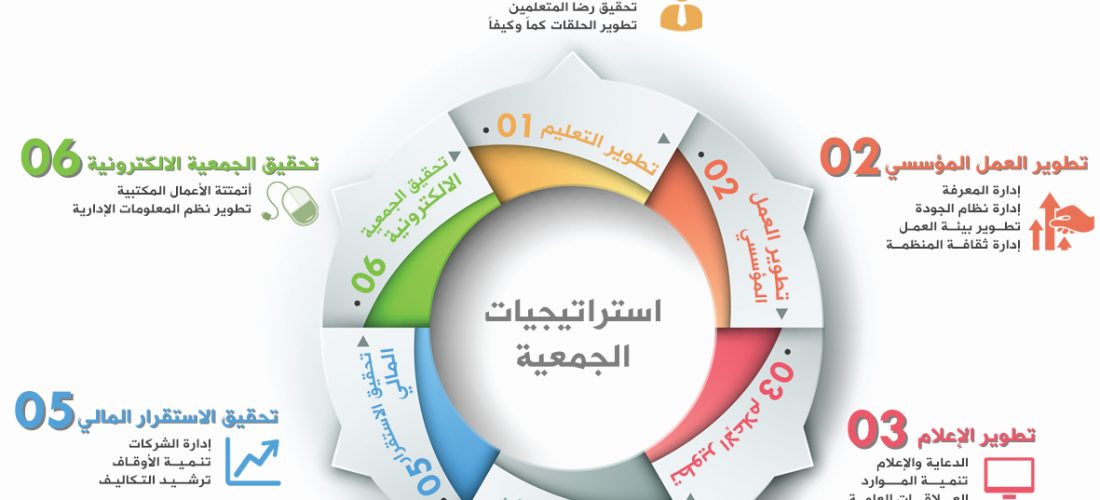 تحقيق رضا المتعلمين
تطوير الحلقات كماً وكيفاً
01 تطوير التعليم
02 تطوير العمل المؤسسي
إدارة المعرفة
إدارة نظام الجودة
تطوير بيئة العمل
إدارة ثقافة المنظمة
02
تطوير العمل
المؤسسي
06 تحقيق الجمعية الالكترونية
أتمتتة الأعمال المكتبية
تطوير نظم المعلومات الإدارية
تحقيق الجمعية
الالكترونية
06
استراتيجيات
الجمعية
03
تطوير الإعلام
03 تطوير الإعلام
الدعاية والإعلام
تنمية الموارد
العلاقات العامة
05 تحقيق الاستقرار المالي
إدارة الشركات
تنمية الأوقاف
ترشيد التكاليف
تحقيق الاستقرار
المالي
05